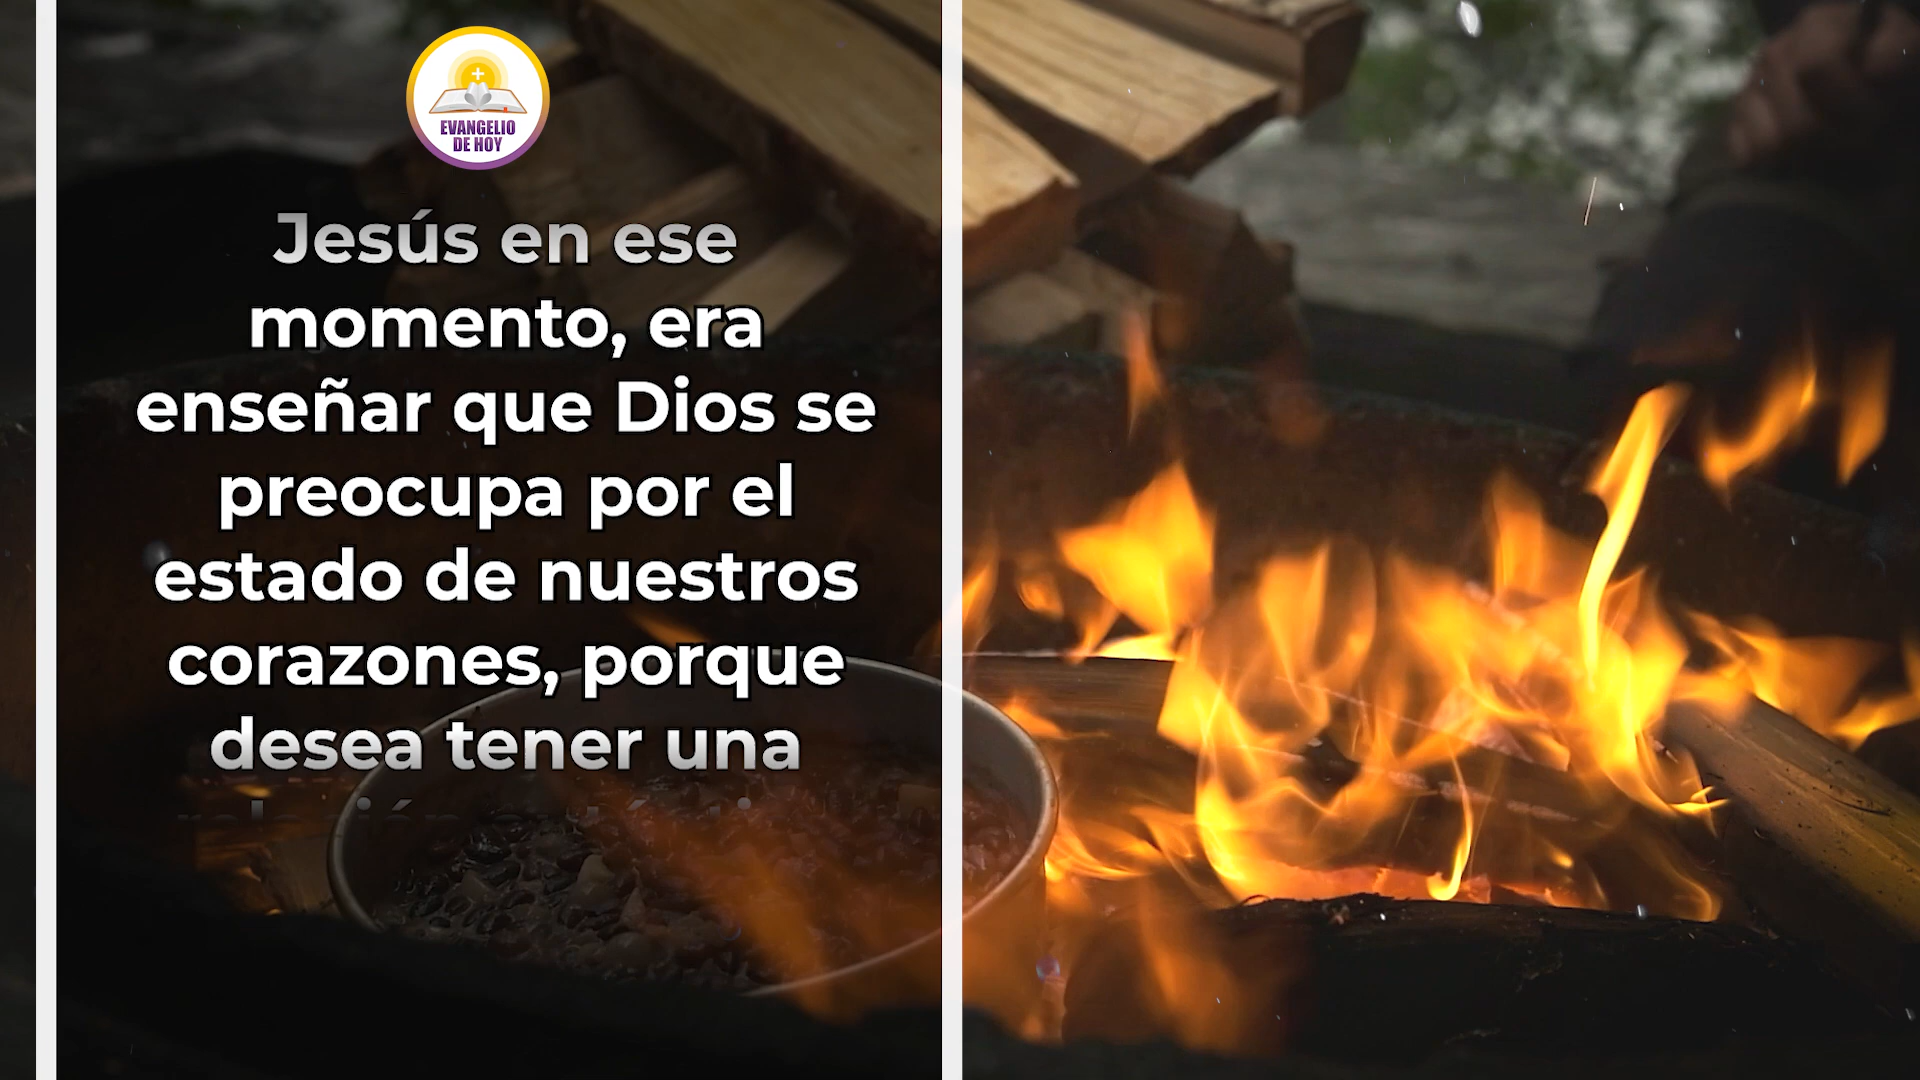 EVANGELIO
DE HOY
Jesús en ese
momento, era
enseñar que Dios se
preocupa por el
estado de nuestros
corazones, porque
desea tener una